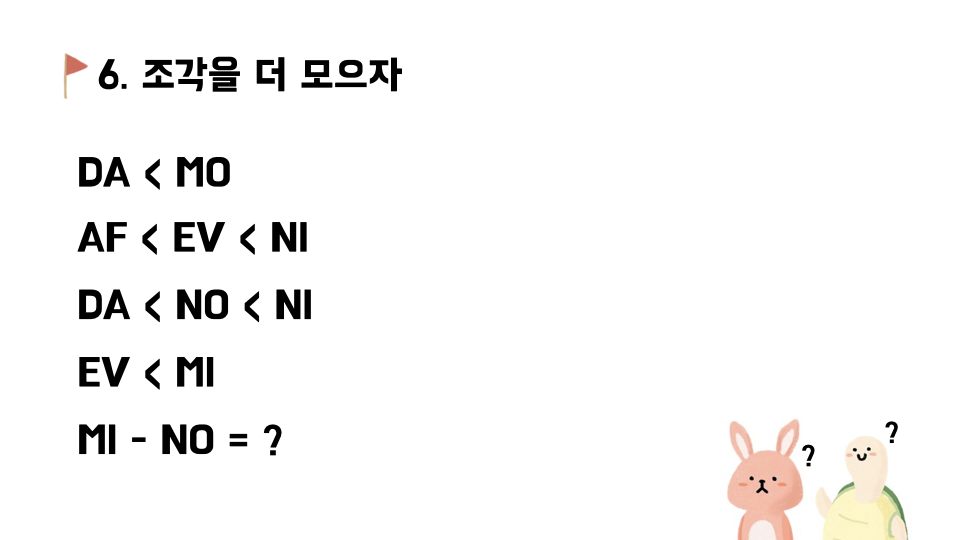 6. 조각을 더 모으자
DA < MO
AF < EV < NI
DA < NO < NI
EV < MI
MI - NO = ?
?
?